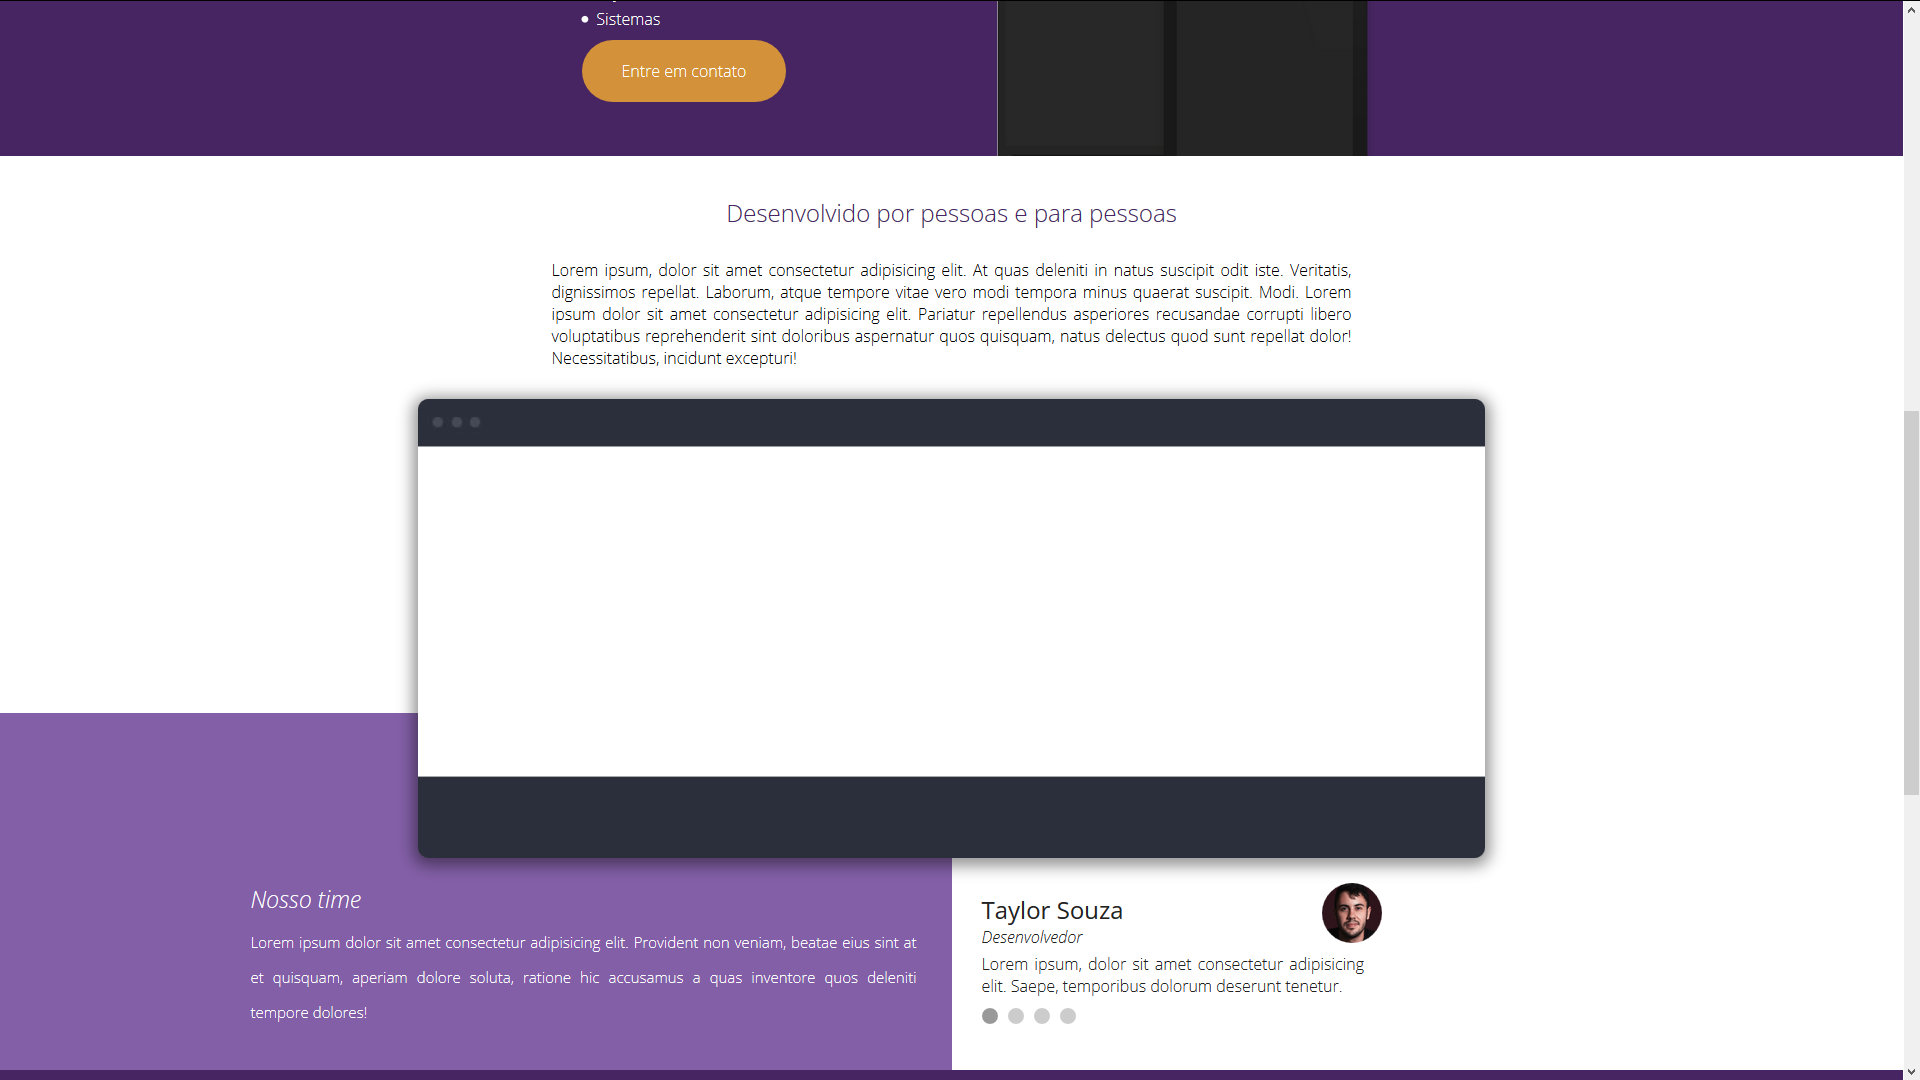 Sistemas
Entre em contato
Desenvolvido por pessoas e para pessoas
Lorem ipsum, dolor sit amet consectetur adipisicing elit. At quas deleniti in natus suscipit odit iste. Veritatis,
dignissimos repellat. Laborum, atque tempore vitae vero modi tempora minus quaerat suscipit. Modi. Lorem
ipsum dolor sit amet consectetur adipisicing elit. Pariatur repellendus asperiores recusandae corrupti libero
voluptatibus reprehenderit sint doloribus aspernatur quos quisquam, natus delectus quod sunt repellat dolor!
Necessitatibus, incidunt excepturi!
Nosso time
Lorem ipsum dolor sit amet consectetur adipisicing elit. Provident non veniam, beatae eius sint at
et quisquam, aperiam dolore soluta, ratione hic accusamus a quas inventore quos deleniti
tempore dolores!
Taylor Souza
Desenvolvedor
Lorem ipsum, dolor sit amet consectetur adipisicing
elit. Saepe, temporibus dolorum deserunt tenetur.